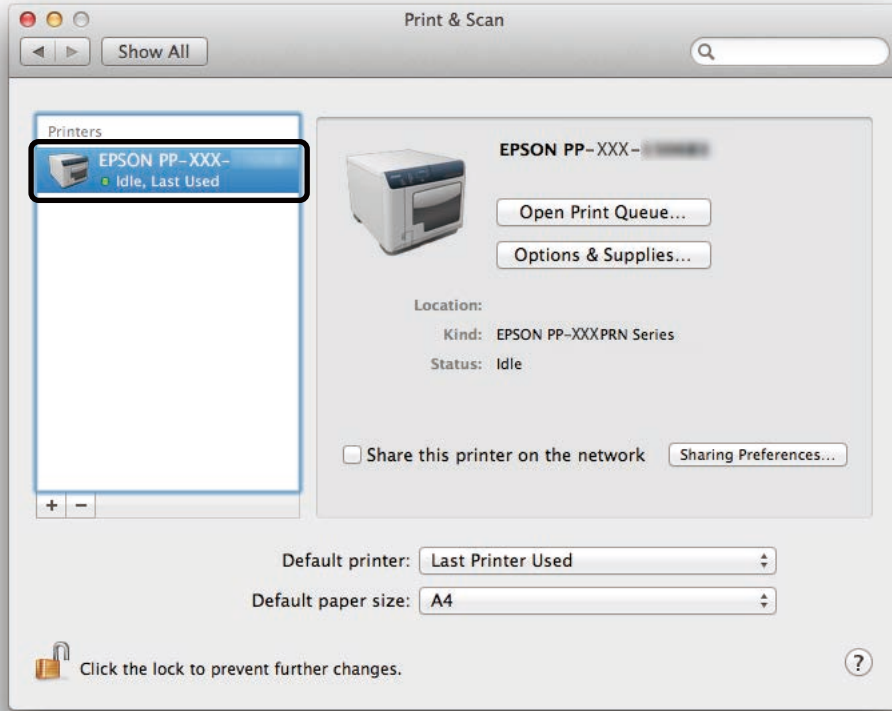 Print & Scan
Show All
Printers
EPSON PP-XXX-
Idle, Last Used
EPSON PP-XXX-
Open Print Queue...
Options & Supplies...
Location:
Kind: EPSON PP-XXXPRN Series
Status: Idle
Share this printer on the network
Sharing Preferences...
+ −
Default printer: Last Printer Used
Default paper size: A4
Click the lock to prevent further changes.
?